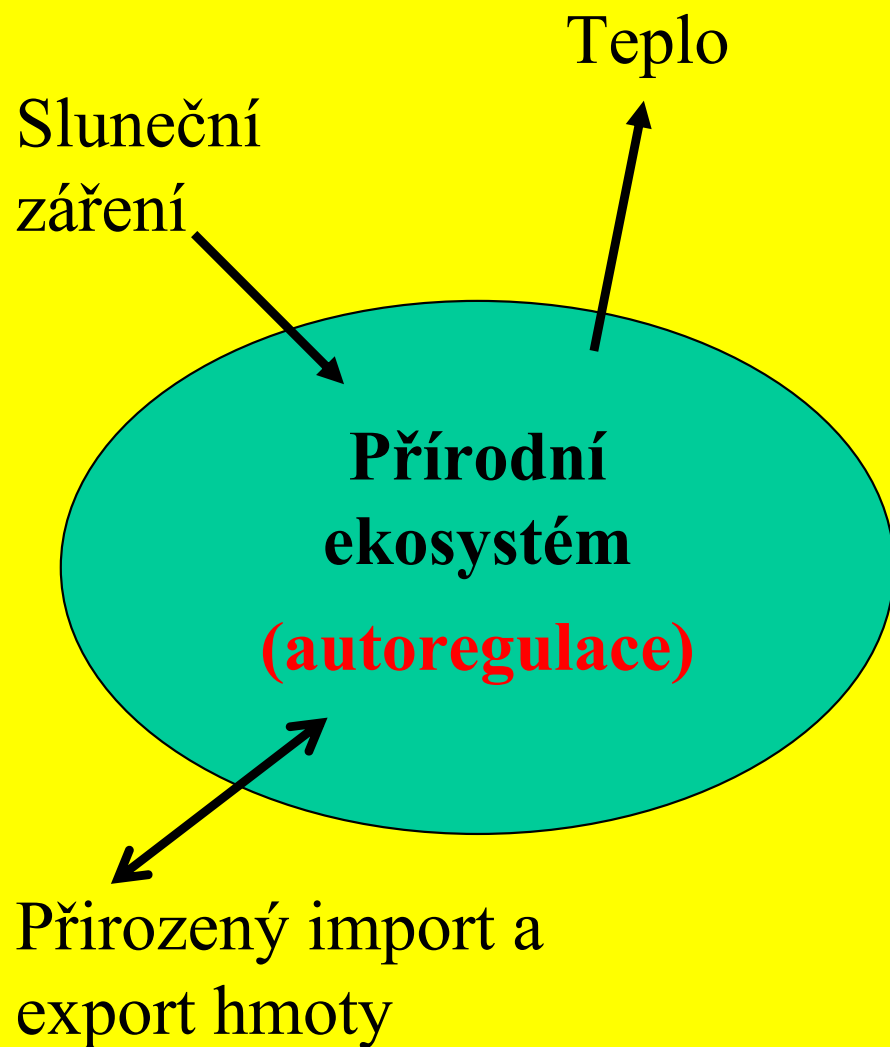 Teplo
Sluneční
záření
Přírodní
ekosystém
(autoregulace)
Přirozený import a
export hmoty